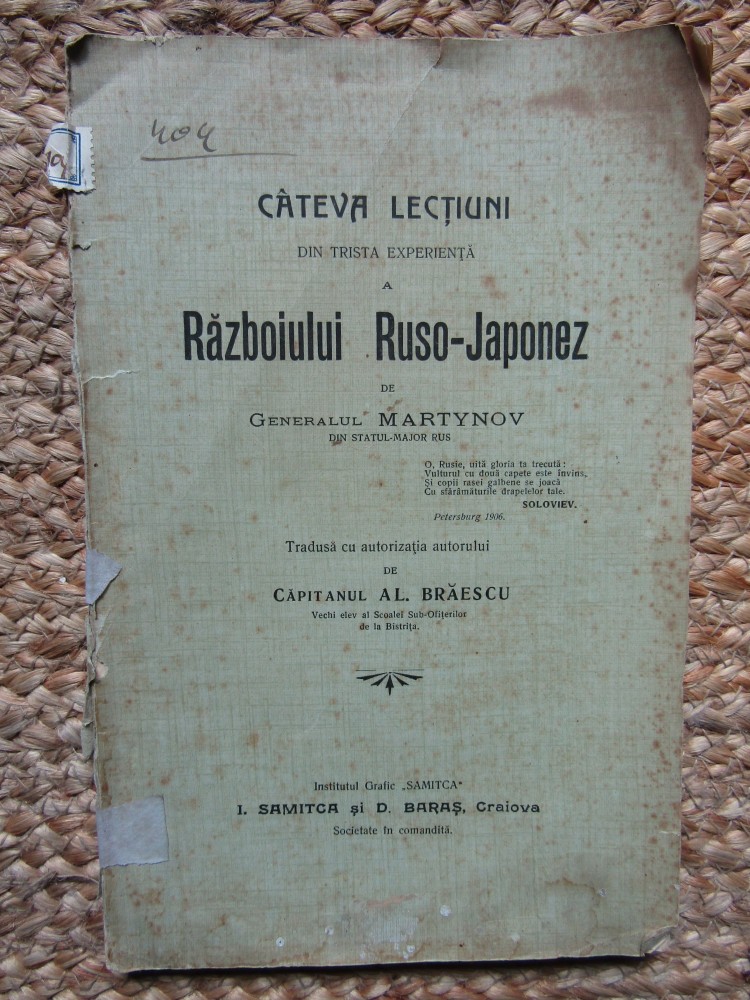 404
CÂTEVA LECȚIUNI
DIN TRISTA EXPERIENȚĂ
A
Războiului Ruso-Japonez
DE
GENERALUL MARTYNOV
DIN STATUL-MAJOR RUS
O, Rusie, uită gloria ta trecută:
Vulturul cu două capete este învins,
Și copii rasei galbene se joacă
Cu sfărâmăturile drapelelor tale.
SOLOVIEV.
Petersburg 1906.
Tradusă cu autorizația autorului
DE
CĂPITANUL AL. BRĂESCU
Vechi elev al Scoalei Sub-Ofițerilor
de la Bistrița.
Institutul Grafic „SAMITCA“
I. SAMITCA și D. BARAȘ, Craiova
Societate în comandită.